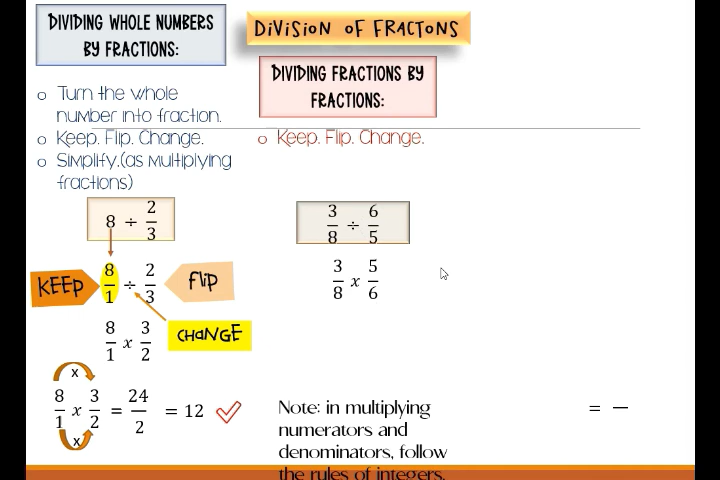 DIVIDING WHOLE NUMBERS
BY FRACTIONS:
o Turn the whole
number into fraction.
o Keep. Flip. Change.
o Simplify.(as multiplying
fractions)
8 ÷ 2/3
KEEP 8/1 ÷ 2/3 Flip
8/1 x 3/2 CHANGE
x
8/1 x 3/2 = 24/2 = 12
x
DiViSion OF FRACTONS
DIVIDING FRACTIONS BY
FRACTIONS:
o Keep. Flip. Change.
3/8 ÷ 6/5
3/8 x 5/6
Note: in multiplying
numerators and
denominators, follow
the rules of integers.
= —